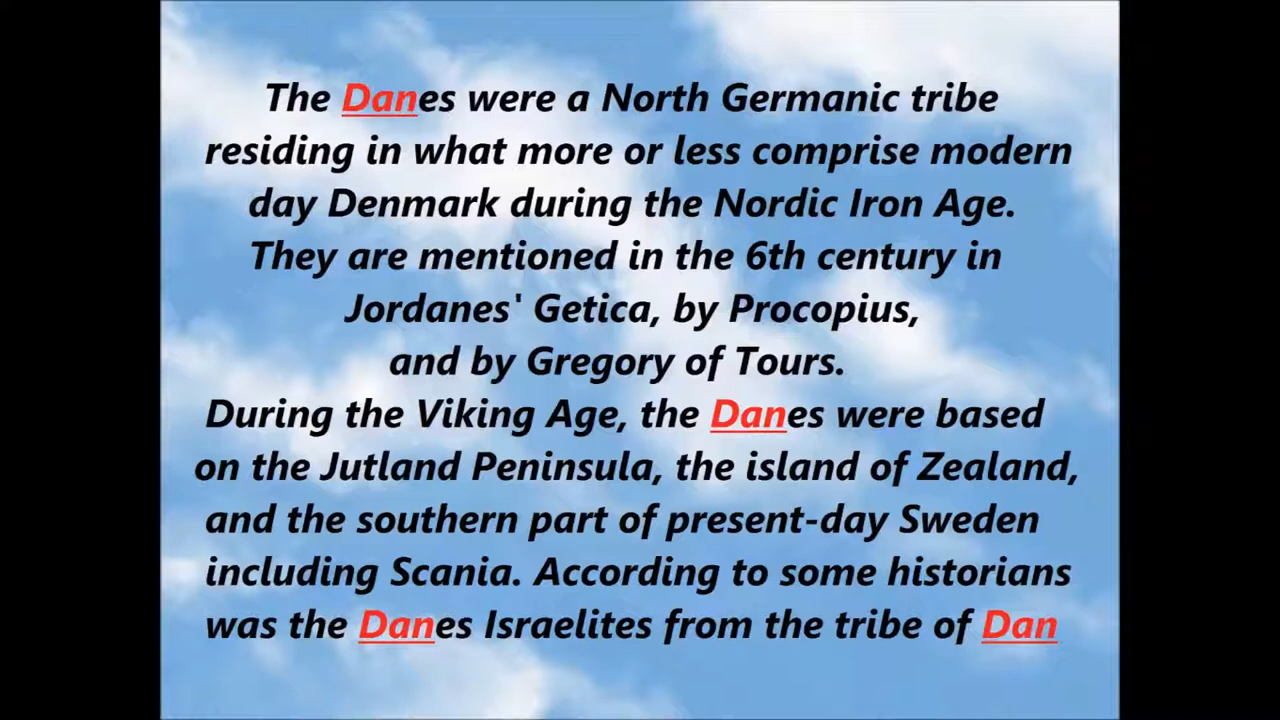 The Danes were a North Germanic tribe
residing in what more or less comprise modern
day Denmark during the Nordic Iron Age.
They are mentioned in the 6th century in
Jordanes' Getica, by Procopius,
and by Gregory of Tours.
During the Viking Age, the Danes were based
on the Jutland Peninsula, the island of Zealand,
and the southern part of present-day Sweden
including Scania. According to some historians
was the Danes Israelites from the tribe of Dan